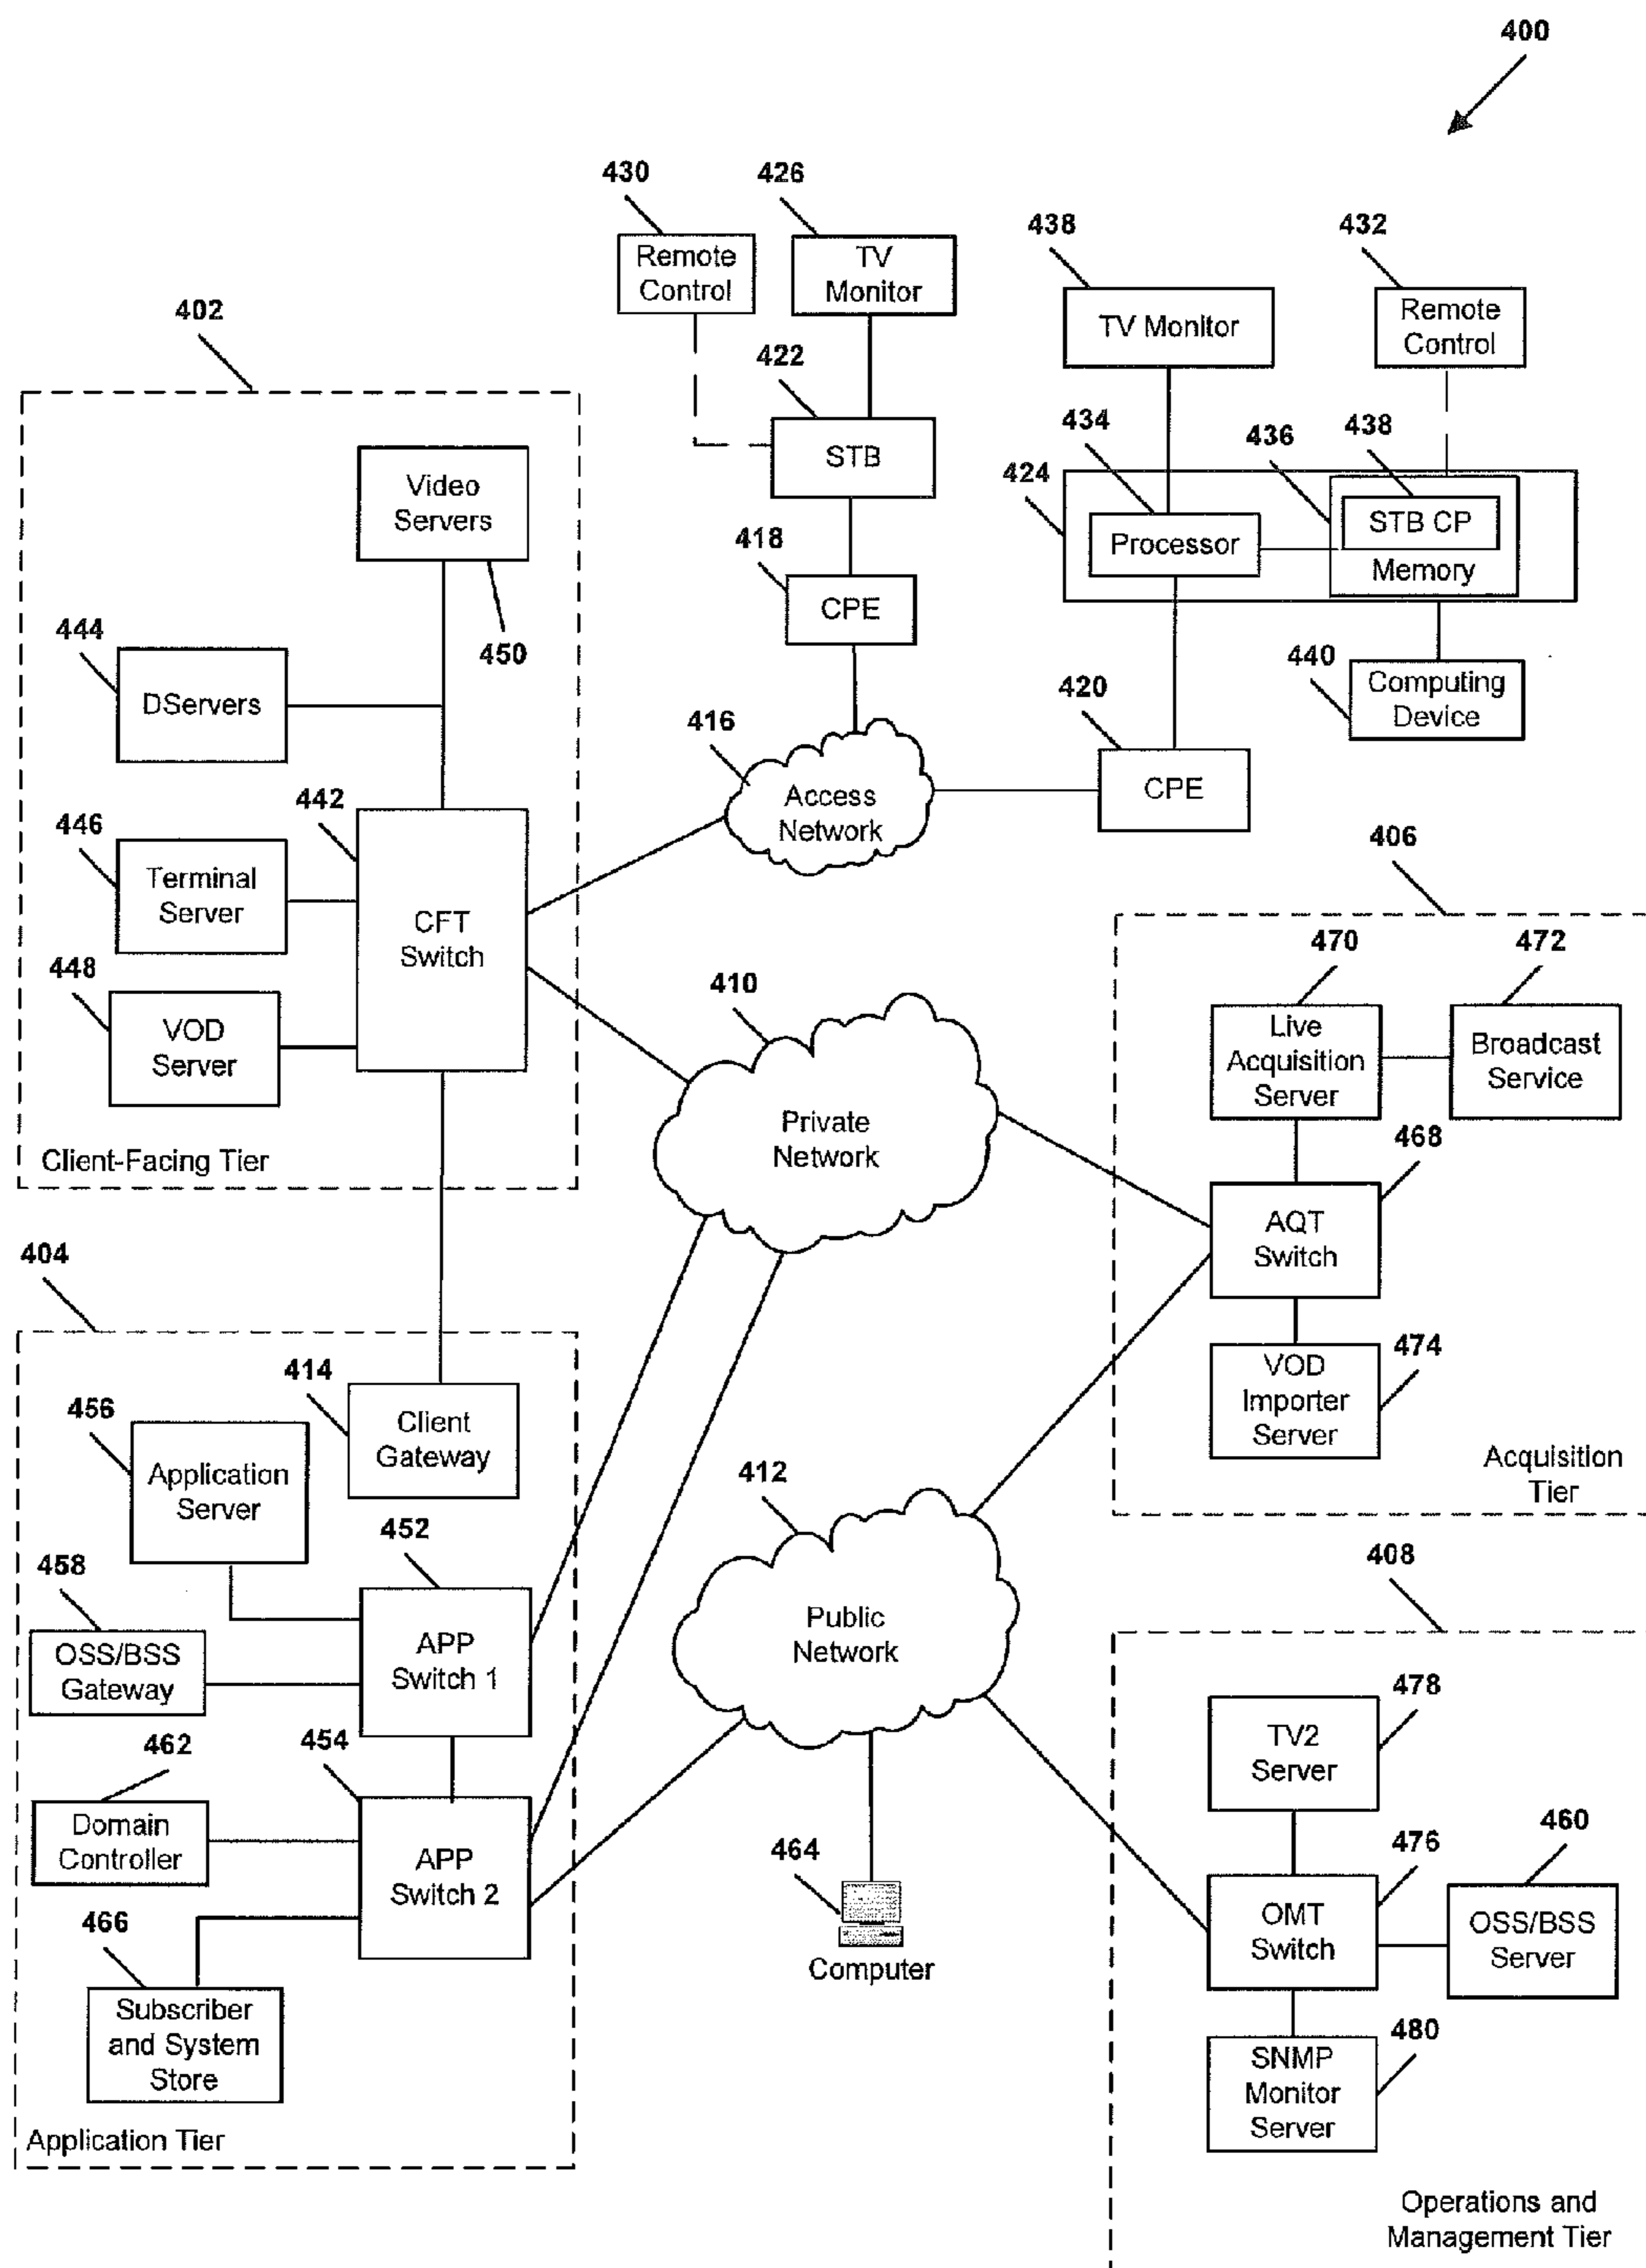 400
430
426
438
432
Remote
Control
TV
Monitor
TV Monitor
Remote
Control
402
422
434
436
438
424
STB
STB CP
Processor
Memory
Video
Servers
450
418
CPE
444
DServers
440
Computing
Device
420
416
CPE
Access
Network
442
446
Terminal
Server
CFT
Switch
448
VOD
Server
Client-Facing Tier
406
470
472
Live
Acquisition
Server
Broadcast
Service
410
Private
Network
468
AQT
Switch
474
VOD
Importer
Server
Acquisition
Tier
404
414
Client
Gateway
456
Application
Server
452
458
OSS/BSS
Gateway
APP
Switch 1
462
454
Domain
Controller
APP
Switch 2
466
Subscriber
and System
Store
Application Tier
412
Public
Network
464
Computer
408
478
TV2
Server
476
460
OMT
Switch
OSS/BSS
Server
480
SNMP
Monitor
Server
Operations and
Management Tier